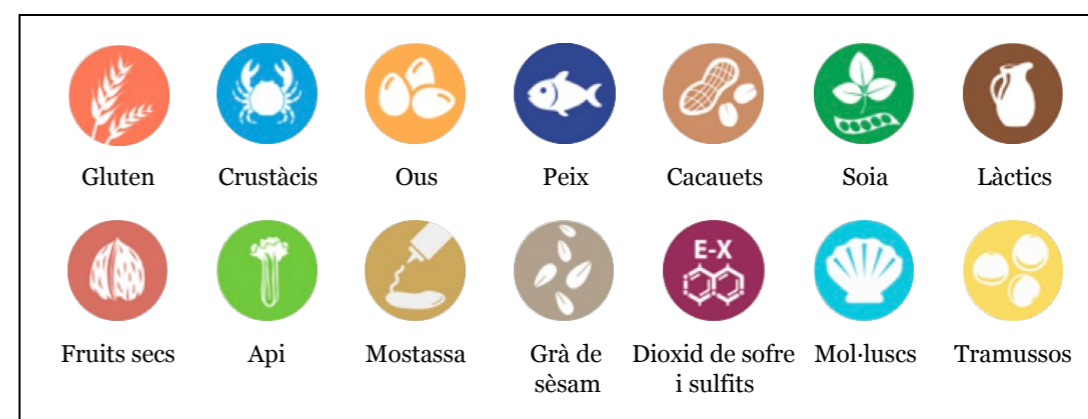 Gluten Crustàcis Ous Peix Cacauets Soia Làctics
E-X
Fruits secs Api Mostassa Grà de Dioxid de sofre Mol·luscs Tramussos
sèsam i sulfits